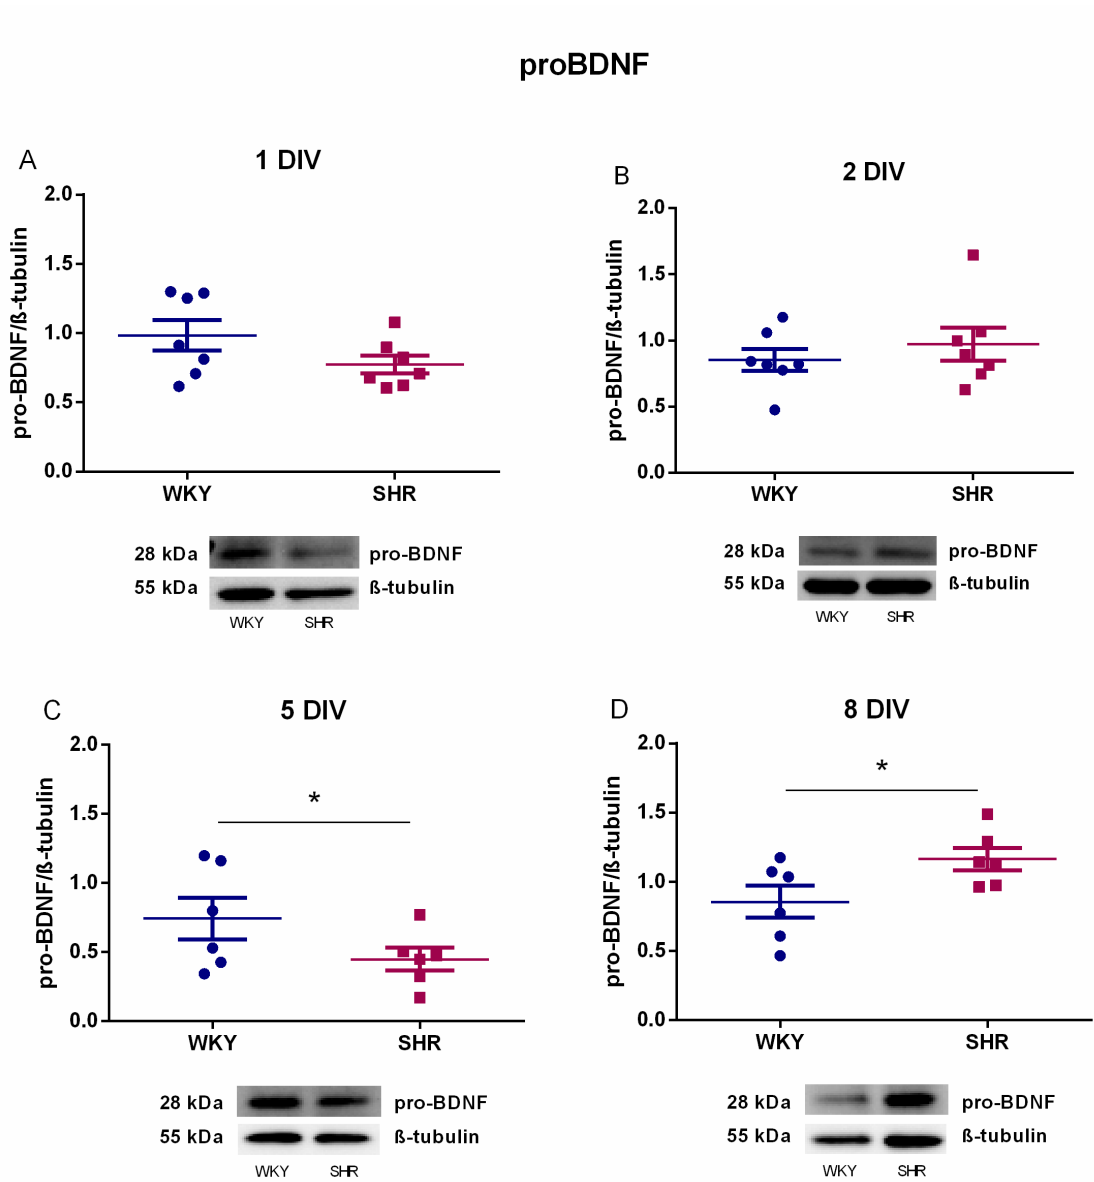 proBDNF
A
1 DIV
pro-BDNF/ß-tubulin
2.0
1.5
1.0
0.5
0.0
WKY
SHR
28 kDa
pro-BDNF
55 kDa
ß-tubulin
WKY
SHR
B
2 DIV
pro-BDNF/ß-tubulin
2.0
1.5
1.0
0.5
0.0
WKY
SHR
28 kDa
pro-BDNF
55 kDa
ß-tubulin
WKY
SHR
C
5 DIV
pro-BDNF/ß-tubulin
2.0
1.5
1.0
0.5
0.0
*
WKY
SHR
28 kDa
pro-BDNF
55 kDa
ß-tubulin
WKY
SHR
D
8 DIV
pro-BDNF/ß-tubulin
2.0
1.5
1.0
0.5
0.0
*
WKY
SHR
28 kDa
pro-BDNF
55 kDa
ß-tubulin
WKY
SHR